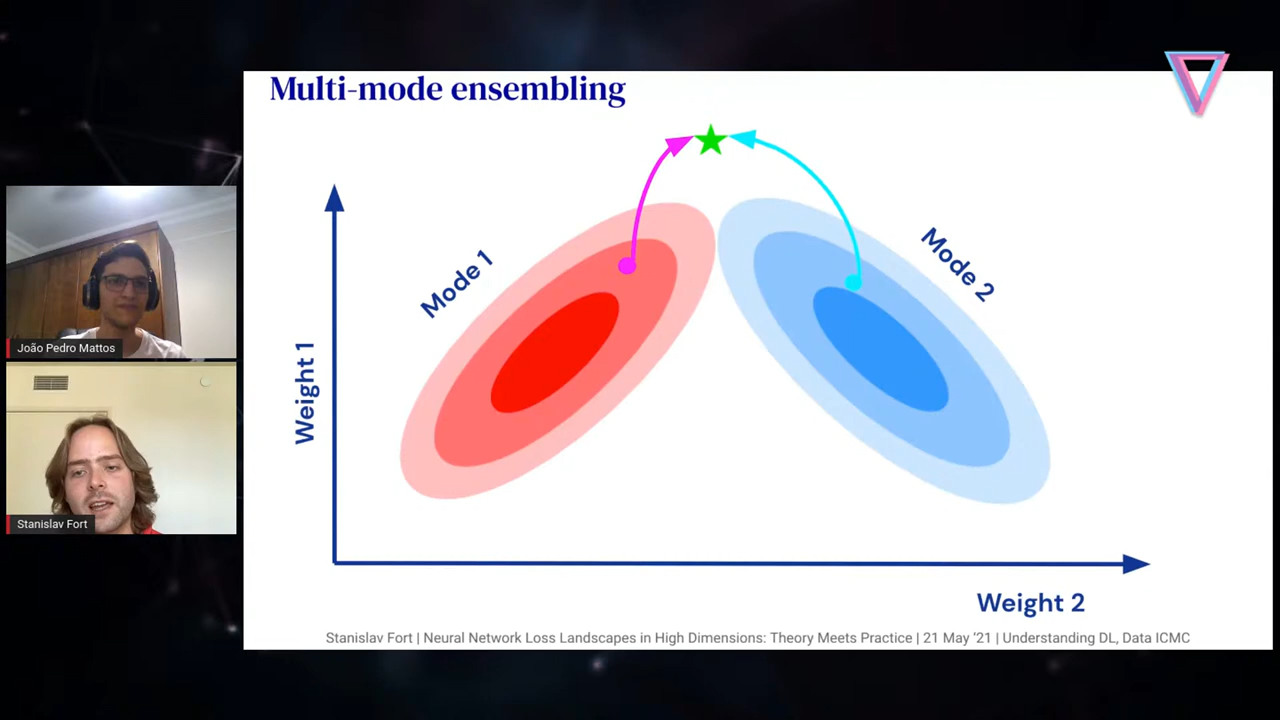 Multi-mode ensembling
Mode 1
Mode 2
Weight 1
Weight 2
João Pedro Mattos
Stanislav Fort
Stanislav Fort | Neural Network Loss Landscapes in High Dimensions: Theory Meets Practice | 21 May ‘21 | Understanding DL, Data ICMC